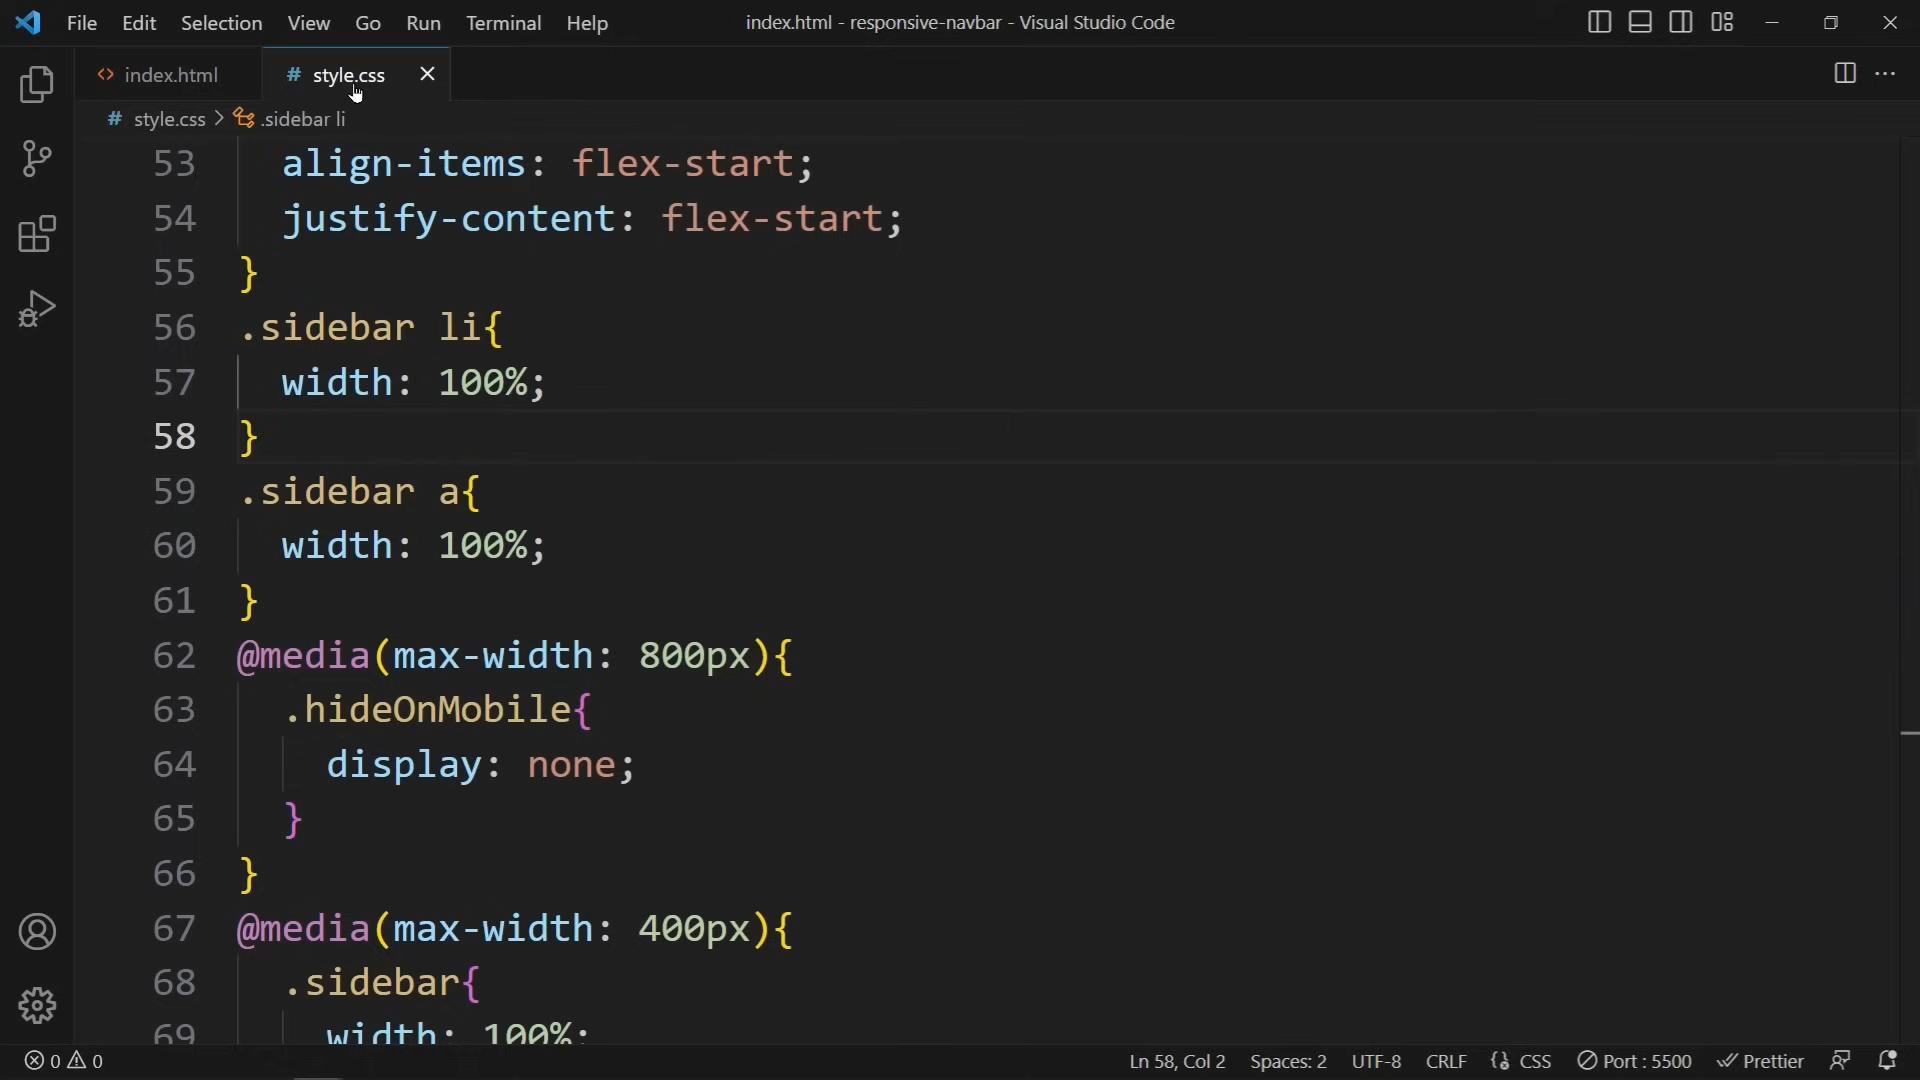 File Edit Selection View Go Run Terminal Help index.html - responsive-navbar - Visual Studio Code
index.html # style.css
# style.css > .sidebar li
53 align-items: flex-start;
54 justify-content: flex-start;
55 }
56 .sidebar li{
57 width: 100%;
58 }
59 .sidebar a{
60 width: 100%;
61 }
62 @media(max-width: 800px){
63 .hideOnMobile{
64 display: none;
65 }
66 }
67 @media(max-width: 400px){
68 .sidebar{
69 width: 100%;
0 0 Ln 58, Col 2 Spaces: 2 UTF-8 CRLF CSS Port : 5500 Prettier